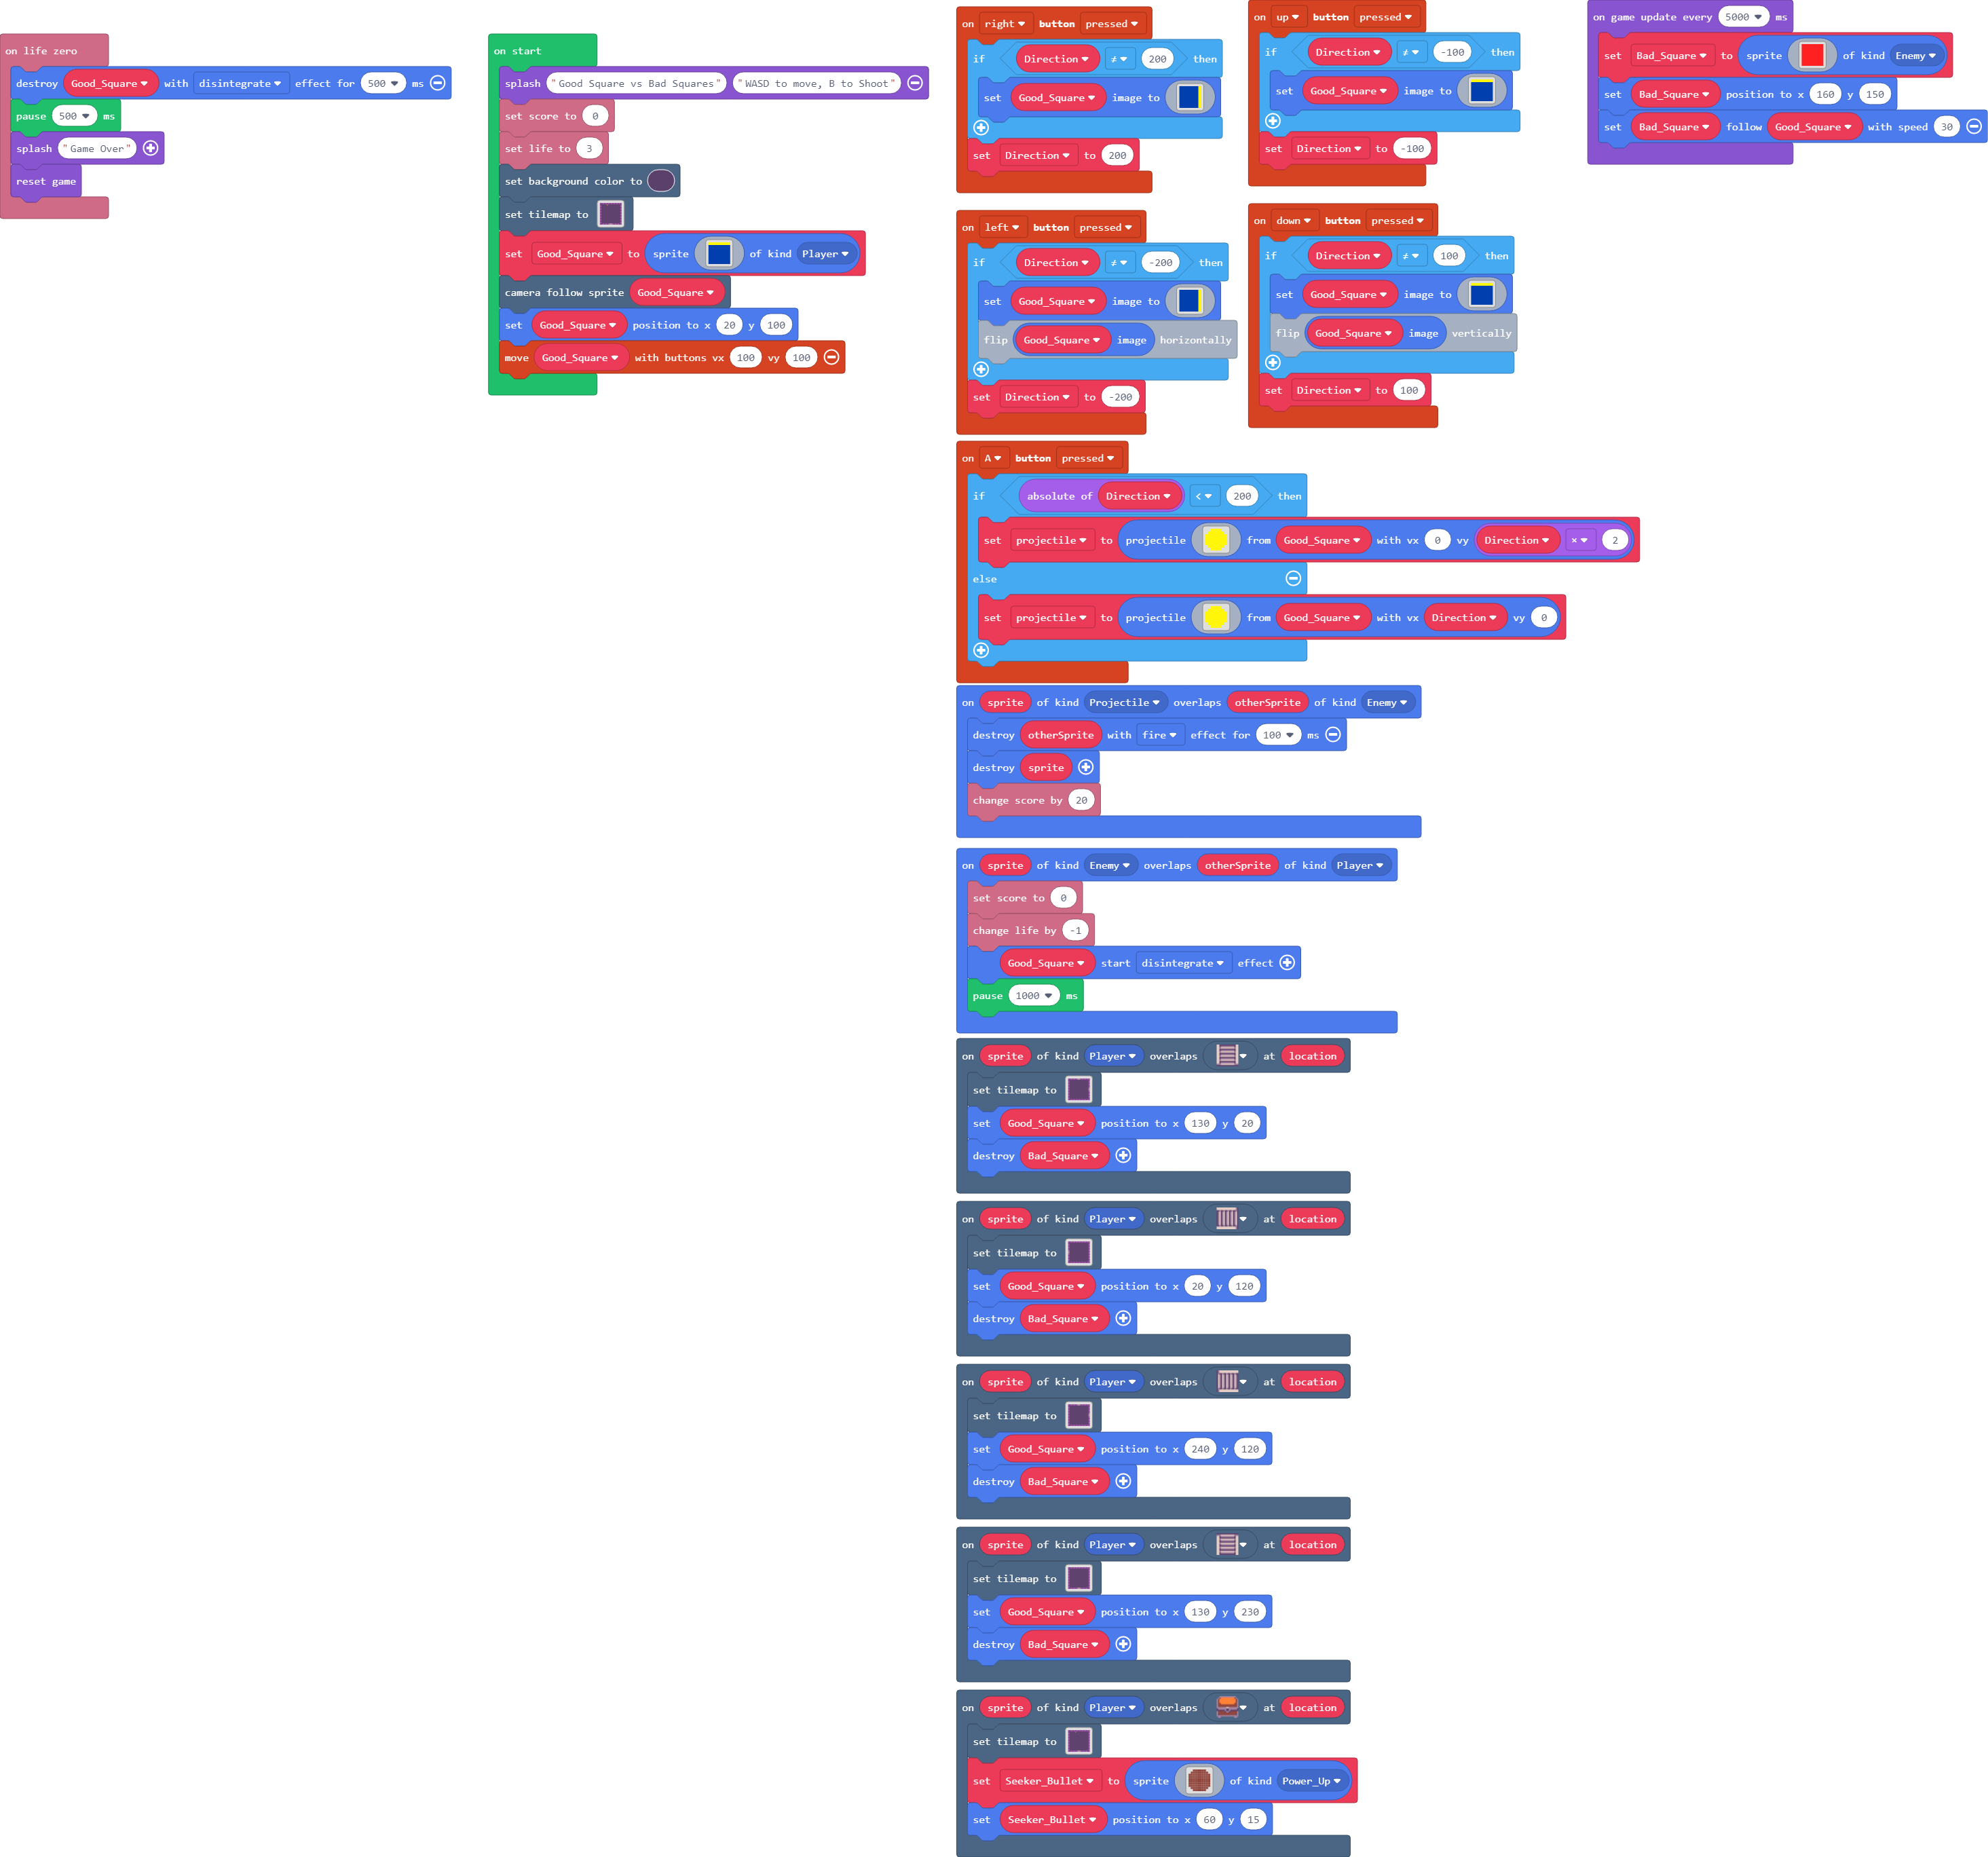 on life zero
destroy Good_Square with disintegrate effect for 500 ms
pause 500 ms
splash "Game Over"
reset game
on start
splash "Good Square vs Bad Squares" "WASD to move, B to Shoot"
set score to 0
set life to 3
set background color to
set tilemap to
set Good_Square to sprite of kind Player
camera follow sprite Good_Square
set Good_Square position to x 20 y 100
move Good_Square with buttons vx 100 vy 100
on right button pressed
if Direction ≠ 200 then
set Good_Square image to
set Direction to 200
on up button pressed
if Direction ≠ -100 then
set Good_Square image to
set Direction to -100
on game update every 5000 ms
set Bad_Square to sprite of kind Enemy
set Bad_Square position to x 160 y 150
set Bad_Square follow Good_Square with speed 30
on left button pressed
if Direction ≠ -200 then
set Good_Square image to
flip Good_Square image horizontally
set Direction to -200
on down button pressed
if Direction ≠ 100 then
set Good_Square image to
flip Good_Square image vertically
set Direction to 100
on A button pressed
if absolute of Direction < 200 then
set projectile to projectile from Good_Square with vx 0 vy Direction × 2
else
set projectile to projectile from Good_Square with vx Direction vy 0
on sprite of kind Projectile overlaps otherSprite of kind Enemy
destroy otherSprite with fire effect for 100 ms
destroy sprite
change score by 20
on sprite of kind Enemy overlaps otherSprite of kind Player
set score to 0
change life by -1
Good_Square start disintegrate effect
pause 1000 ms
on sprite of kind Player overlaps at location
set tilemap to
set Good_Square position to x 130 y 20
destroy Bad_Square
on sprite of kind Player overlaps at location
set tilemap to
set Good_Square position to x 20 y 120
destroy Bad_Square
on sprite of kind Player overlaps at location
set tilemap to
set Good_Square position to x 240 y 120
destroy Bad_Square
on sprite of kind Player overlaps at location
set tilemap to
set Good_Square position to x 130 y 230
destroy Bad_Square
on sprite of kind Player overlaps at location
set tilemap to
set Seeker_Bullet to sprite of kind Power_Up
set Seeker_Bullet position to x 60 y 15